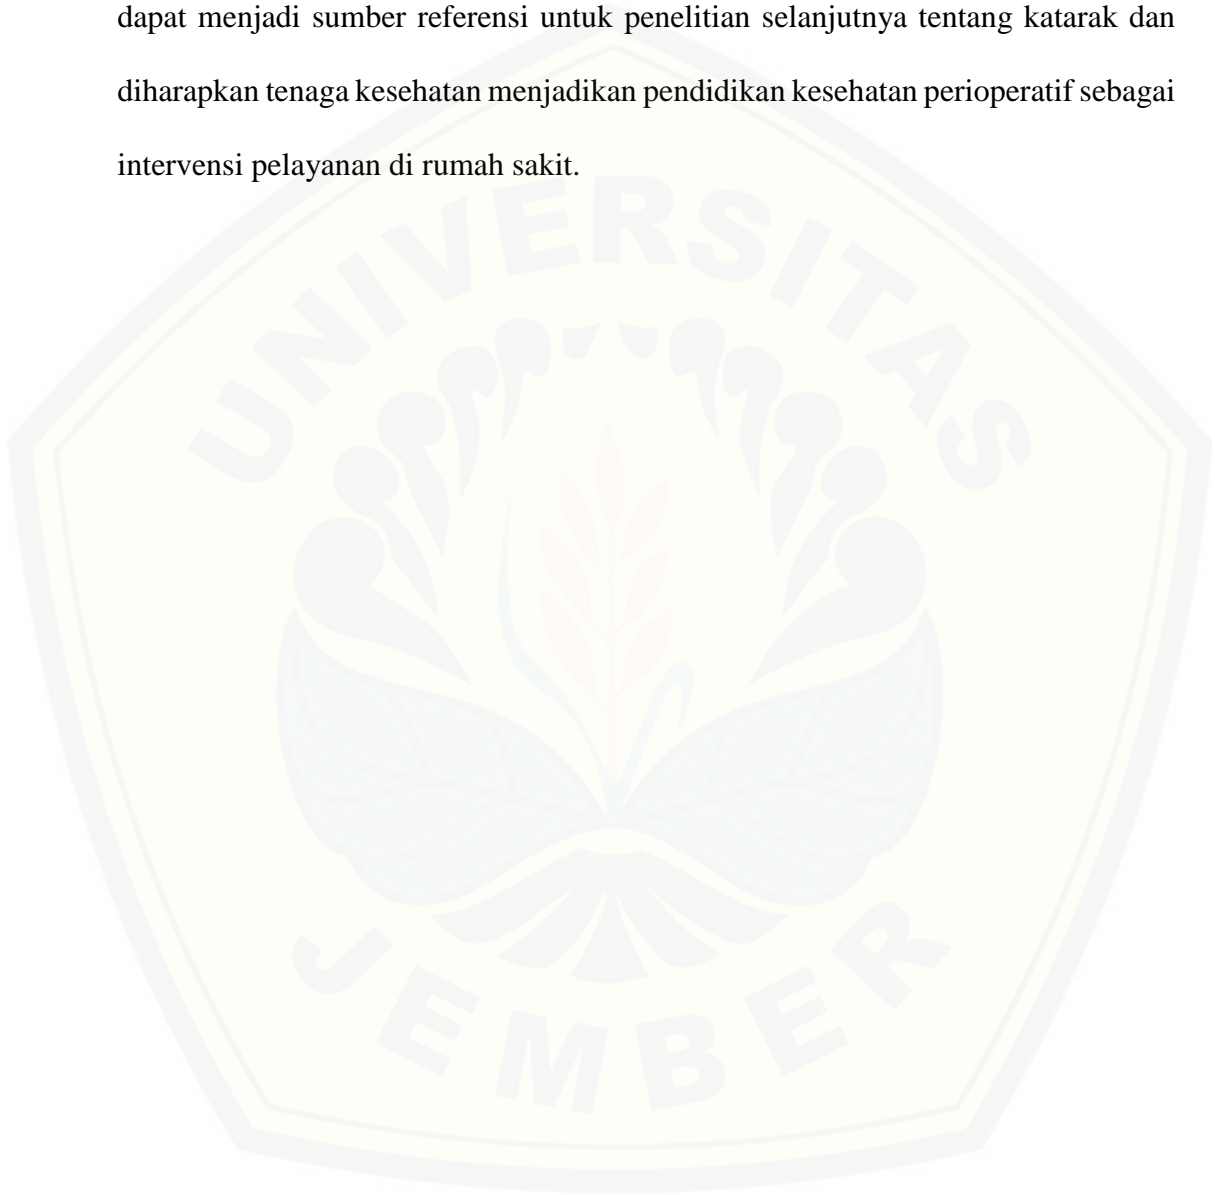 dapat menjadi sumber referensi untuk penelitian selanjutnya tentang katarak dan
diharapkan tenaga kesehatan menjadikan pendidikan kesehatan perioperatif sebagai
intervensi pelayanan di rumah sakit.
UNIVERSITAS
JEMBER